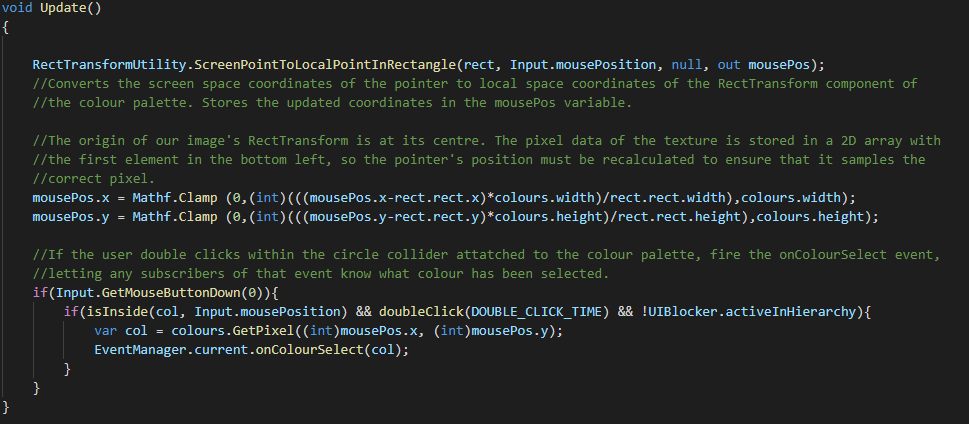 void Update()
{
RectTransformUtility.ScreenPointToLocalPointInRectangle(rect, Input.mousePosition, null, out mousePos);
//Converts the screen space coordinates of the pointer to local space coordinates of the RectTransform component of
//the colour palette. Stores the updated coordinates in the mousePos variable.
//The origin of our image's RectTransform is at its centre. The pixel data of the texture is stored in a 2D array with
//the first element in the bottom left, so the pointer's position must be recalculated to ensure that it samples the
//correct pixel.
mousePos.x = Mathf.Clamp (0,(int)(((mousePos.x-rect.rect.x)*colours.width)/rect.rect.width),colours.width);
mousePos.y = Mathf.Clamp (0,(int)(((mousePos.y-rect.rect.y)*colours.height)/rect.rect.height),colours.height);
//If the user double clicks within the circle collider attatched to the colour palette, fire the onColourSelect event,
//letting any subscribers of that event know what colour has been selected.
if(Input.GetMouseButtonDown(0)){
if(isInside(col, Input.mousePosition) && doubleClick(DOUBLE_CLICK_TIME) && !UIBlocker.activeInHierarchy){
var col = colours.GetPixel((int)mousePos.x, (int)mousePos.y);
EventManager.current.onColourSelect(col);
}
}
}